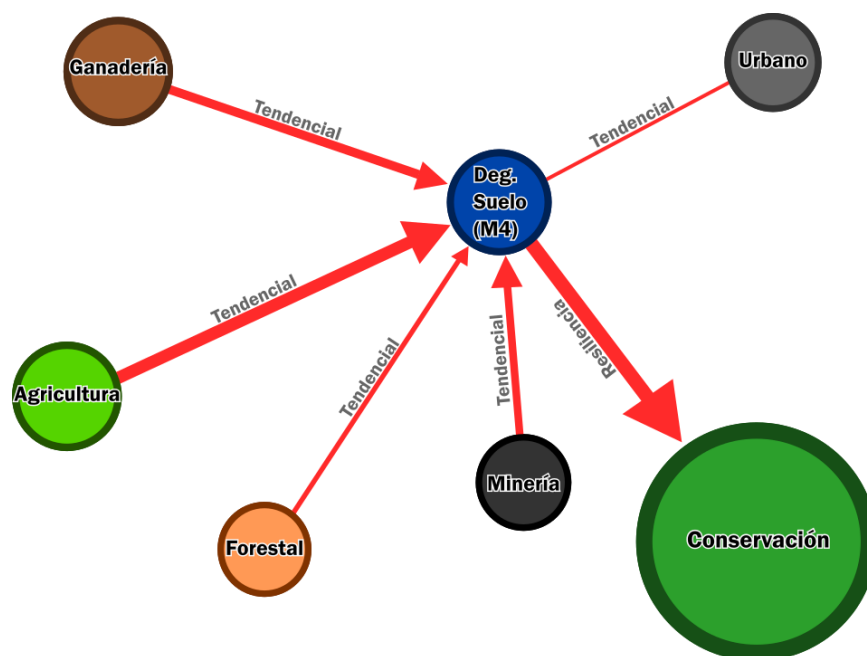 Ganadería
Urbano
Tendencial
Tendencial
Deg.
Suelo
(M4)
Tendencial
Tendencial
Tendencial
Resiliencia
Agricultura
Minería
Forestal
Conservación